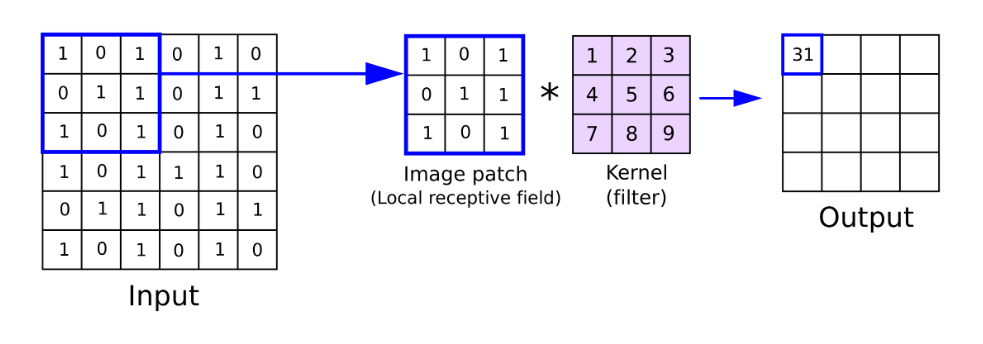 1 0 1 0 1 0
0 1 1 0 1 1
1 0 1 0 1 0
1 0 1 1 1 0
0 1 1 0 1 1
1 0 1 0 1 0
Input
1 0 1
0 1 1
1 0 1
Image patch
(Local receptive field)
*
1 2 3
4 5 6
7 8 9
Kernel
(filter)
31
Output